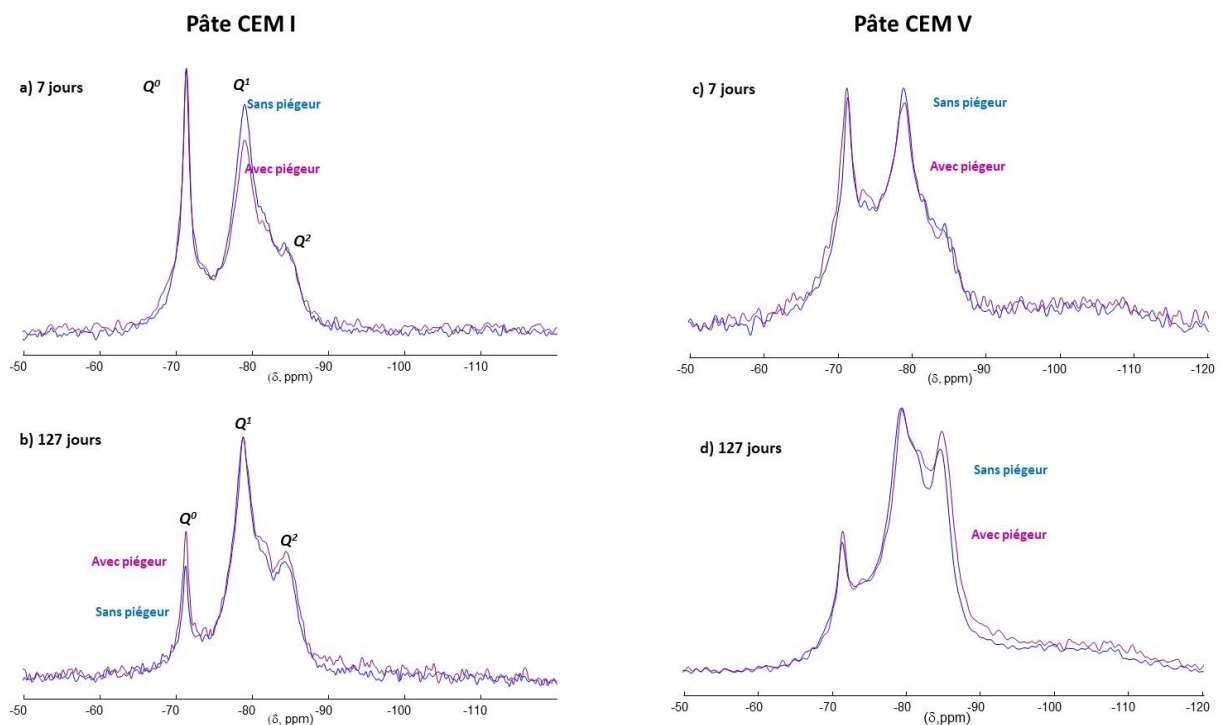 Pâte CEM I
Pâte CEM V
a) 7 jours
Q⁰
Q¹
Sans piégeur
Avec piégeur
Q²
-50 -60 -70 -80 -90 -100 -110
(δ, ppm)
c) 7 jours
Sans piégeur
Avec piégeur
-50 -60 -70 -80 -90 -100 -110 -120
(δ, ppm)
b) 127 jours
Q¹
Q⁰
Q²
Avec piégeur
Sans piégeur
-50 -60 -70 -80 -90 -100 -110
(δ, ppm)
d) 127 jours
Sans piégeur
Avec piégeur
-50 -60 -70 -80 -90 -100 -110 -120
(δ,ppm)